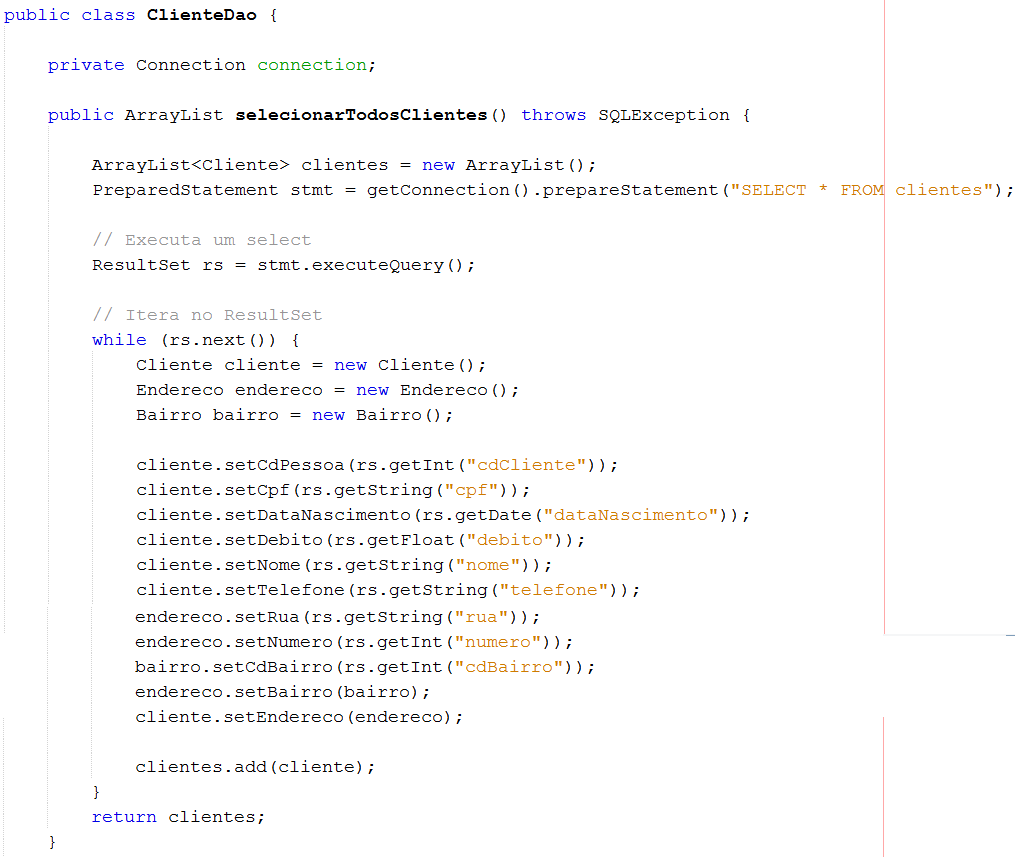 public class ClienteDao {
private Connection connection;
public ArrayList selecionarTodosClientes() throws SQLException {
ArrayList<Cliente> clientes = new ArrayList();
PreparedStatement stmt = getConnection().prepareStatement("SELECT * FROM clientes");
// Executa um select
ResultSet rs = stmt.executeQuery();
// Itera no ResultSet
while (rs.next()) {
Cliente cliente = new Cliente();
Endereco endereco = new Endereco();
Bairro bairro = new Bairro();
cliente.setCdPessoa(rs.getInt("cdCliente"));
cliente.setCpf(rs.getString("cpf"));
cliente.setDataNascimento(rs.getDate("dataNascimento"));
cliente.setDebito(rs.getFloat("debito"));
cliente.setNome(rs.getString("nome"));
cliente.setTelefone(rs.getString("telefone"));
endereco.setRua(rs.getString("rua"));
endereco.setNumero(rs.getInt("numero"));
bairro.setCdBairro(rs.getInt("cdBairro"));
endereco.setBairro(bairro);
cliente.setEndereco(endereco);
clientes.add(cliente);
}
return clientes;
}